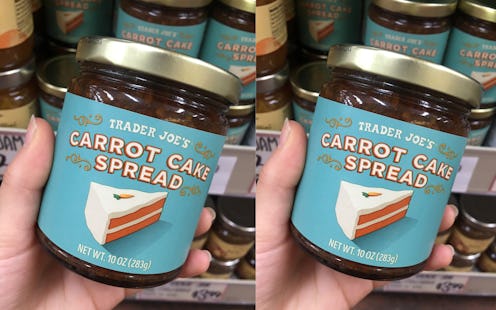 TRADER JOE'S
CARROT CAKE
SPREAD
NET WT. 10 OZ (283g)
TRADER JOE'S
CARROT CAKE
SPREAD
NET WT. 10 OZ (283g)